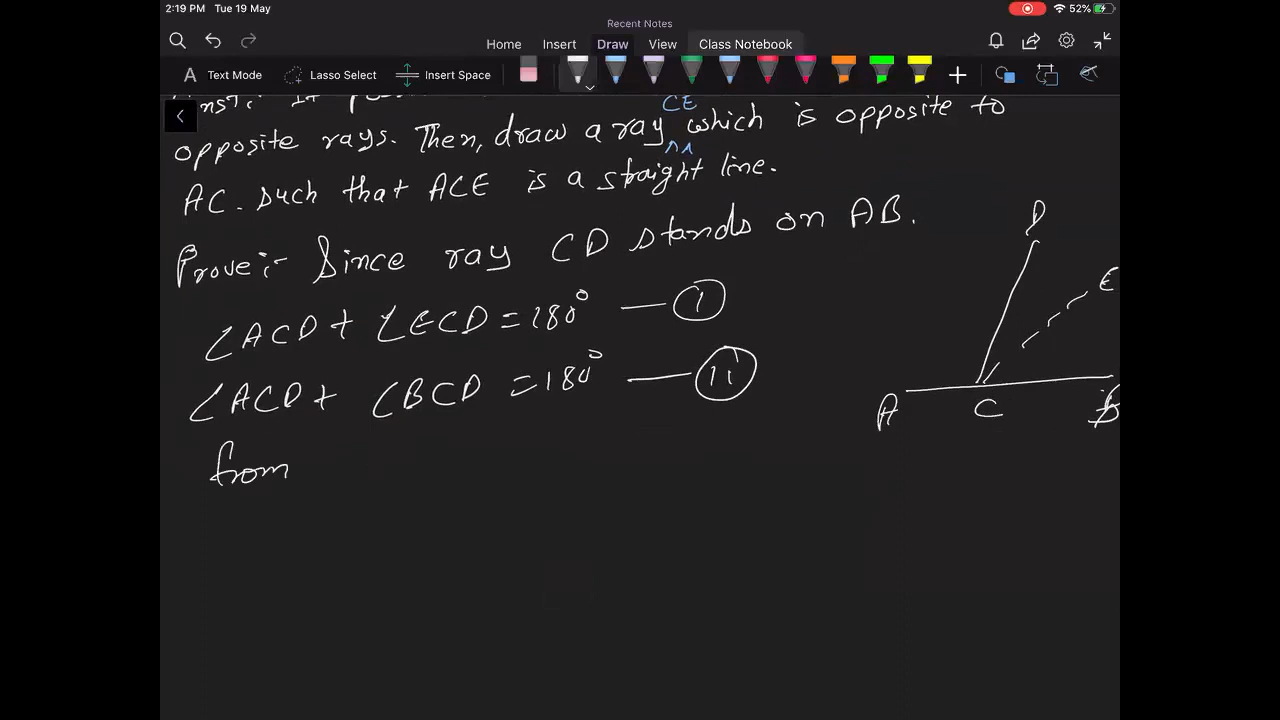 2:19 PM Tue 19 May
52%
Recent Notes
Home Insert Draw View Class Notebook
A Text Mode Lasso Select Insert Space
CE
opposite rays. Then, draw a ray which is opposite to
AC. such that ACE is a straight line.
Prove:- Since ray CD stands on AB.
∠ACD + ∠ECD = 180° — I
∠ACD + ∠BCD = 180° — II
from
D
E
A C B